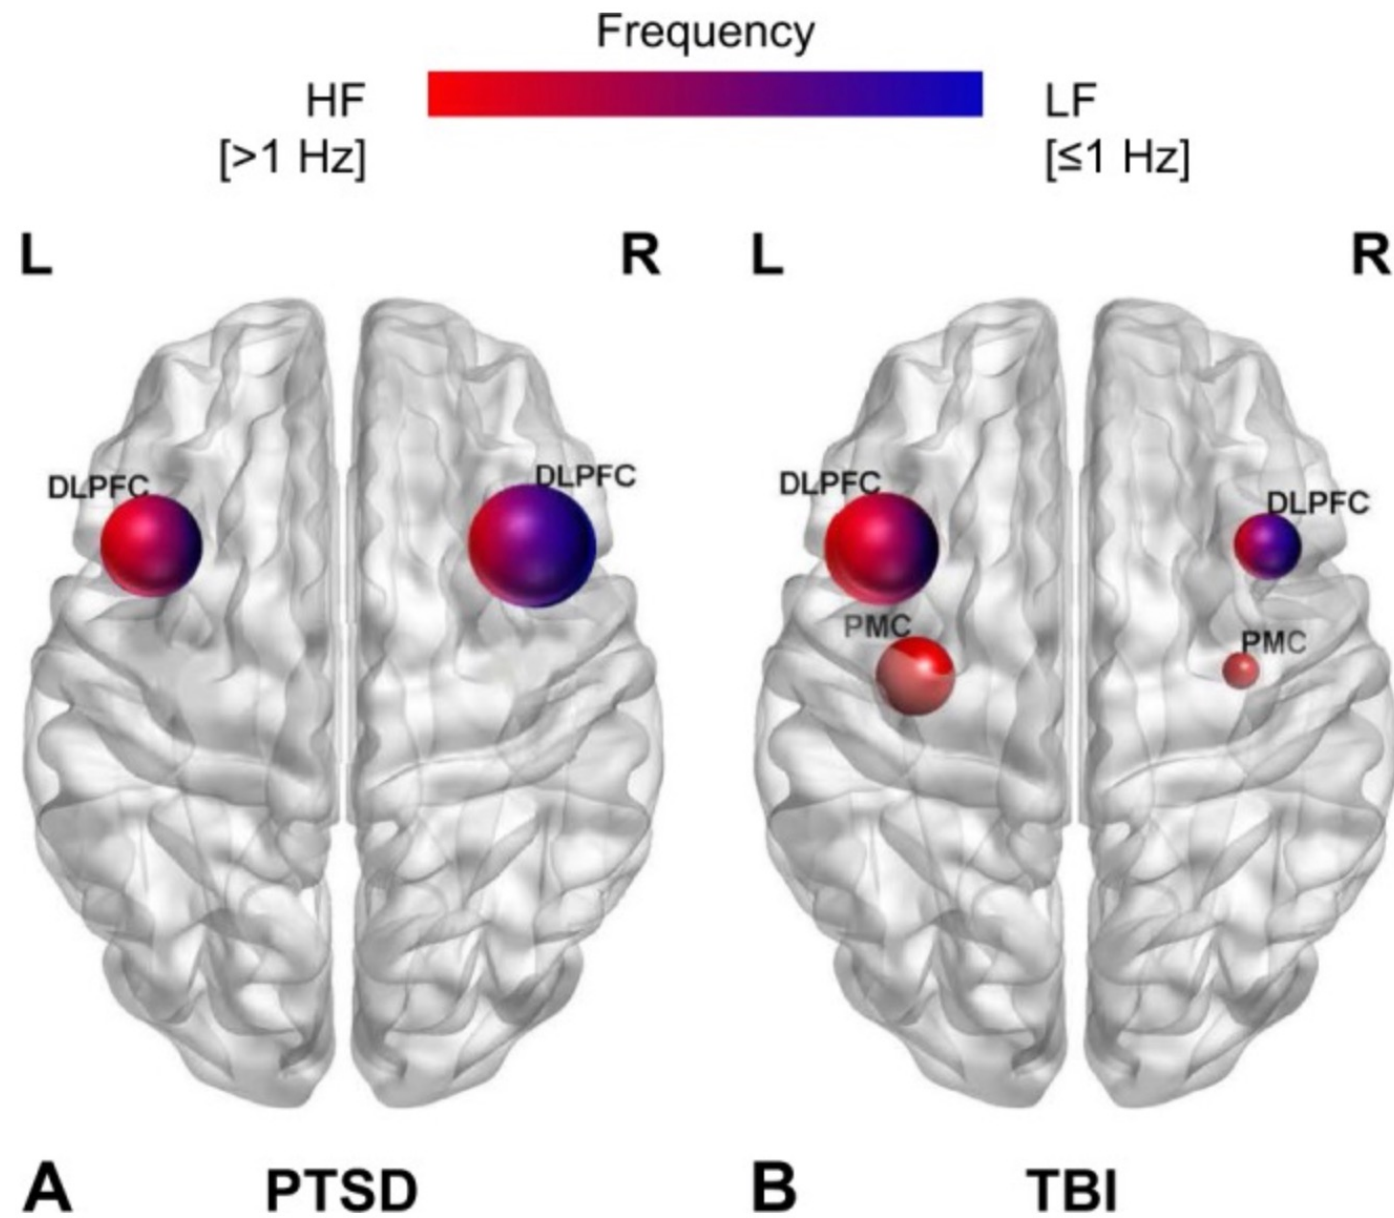 Frequency
HF
[>1 Hz]
LF
[≤1 Hz]
L
R
L
R
DLPFC
DLPFC
DLPFC
DLPFC
PMC
PMC
A PTSD
B TBI